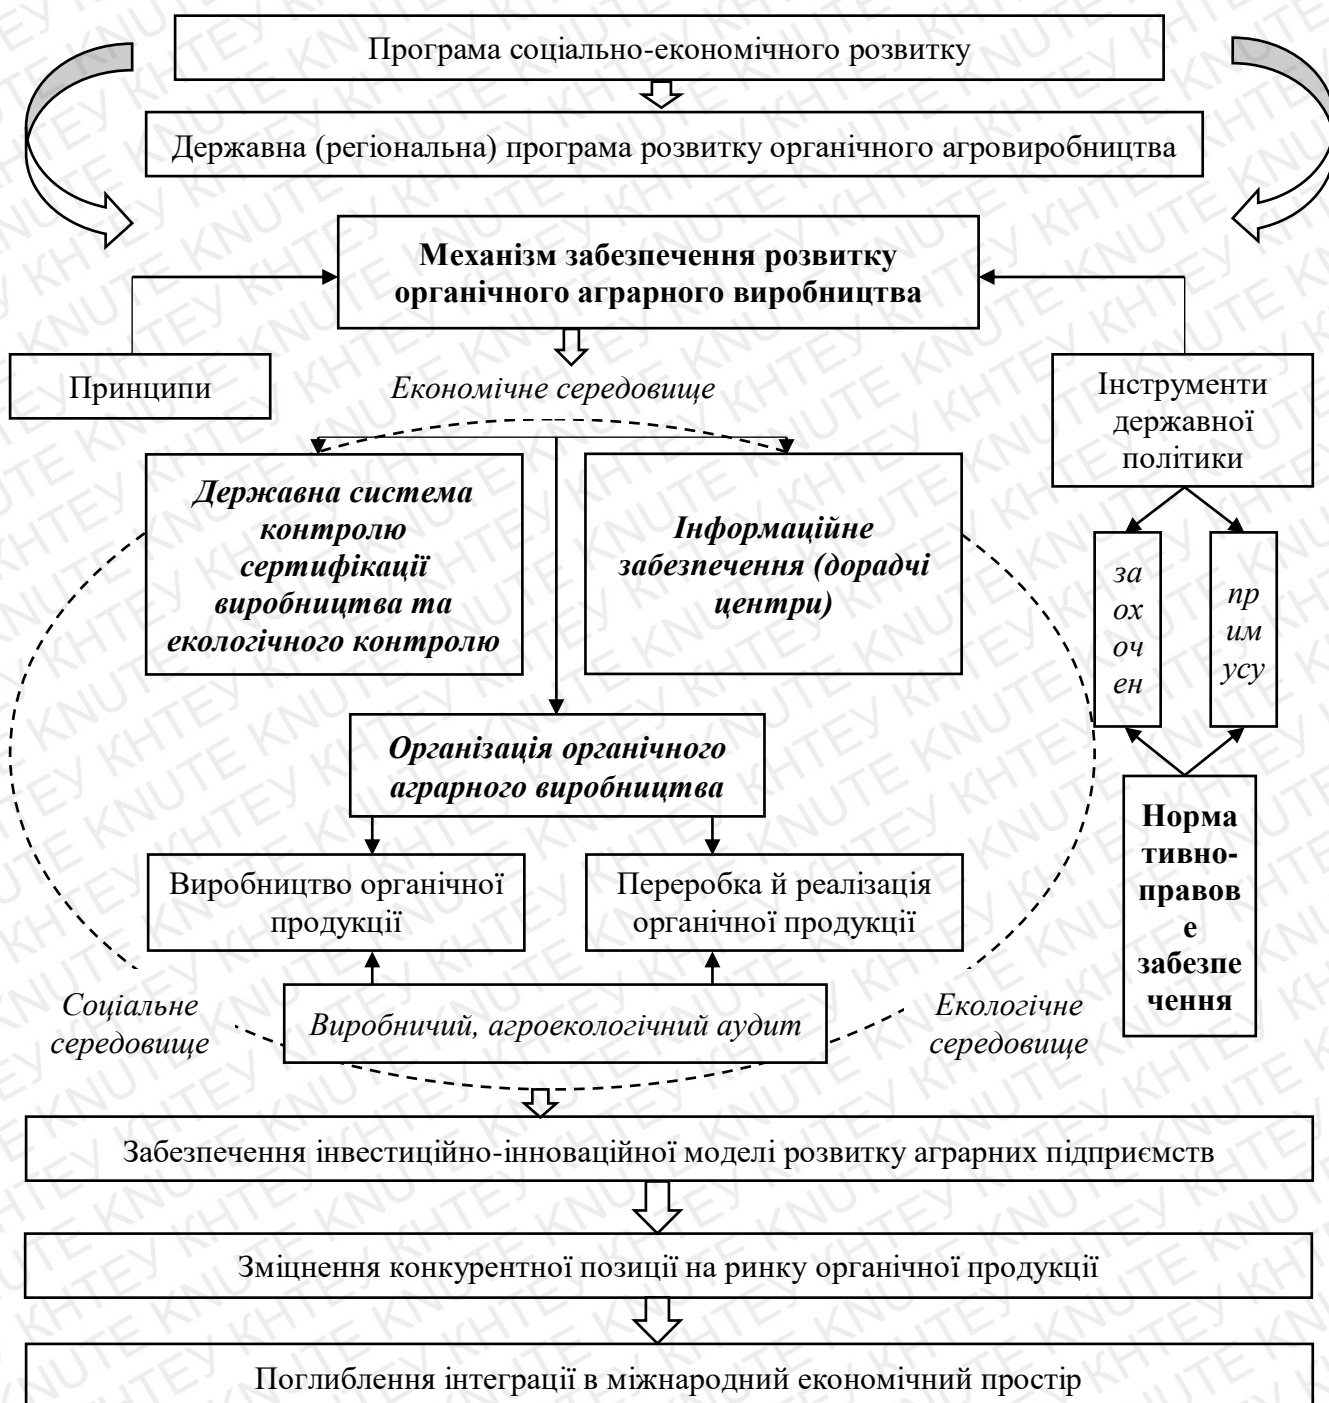 Програма соціально-економічного розвитку
Державна (регіональна) програма розвитку органічного агровиробництва
Механізм забезпечення розвитку
органічного аграрного виробництва
Принципи
Економічне середовище
Інструменти
державної
політики
Державна система
контролю
сертифікації
виробництва та
екологічного контролю
Інформаційне
забезпечення (дорадчі
центри)
за
ох
оч
ен
пр
им
усу
Організація органічного
аграрного виробництва
Норма
тивно-
правов
е
забезпе
чення
Виробництво органічної
продукції
Переробка й реалізація
органічної продукції
Соціальне
середовище
Виробничий, агроекологічний аудит
Екологічне
середовище
Забезпечення інвестиційно-інноваційної моделі розвитку аграрних підприємств
Зміцнення конкурентної позиції на ринку органічної продукції
Поглиблення інтеграції в міжнародний економічний простір